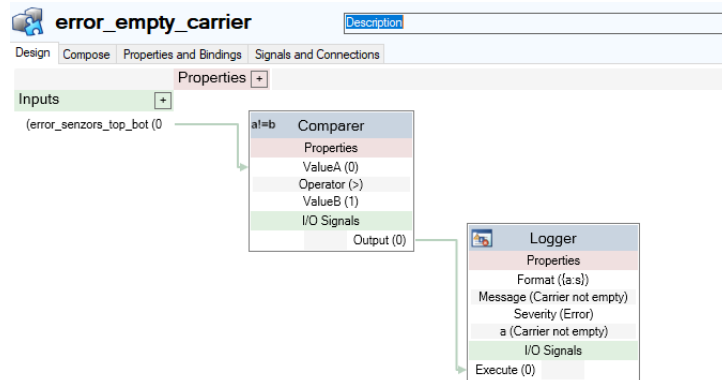 error_empty_carrier
Description
Design Compose Properties and Bindings Signals and Connections
Properties +
Inputs +
(error_senzors_top_bot (0
a!=b Comparer
Properties
ValueA (0)
Operator (>)
ValueB (1)
I/O Signals
Output (0)
Logger
Properties
Format ({a:s})
Message (Carrier not empty)
Severity (Error)
a (Carrier not empty)
I/O Signals
Execute (0)